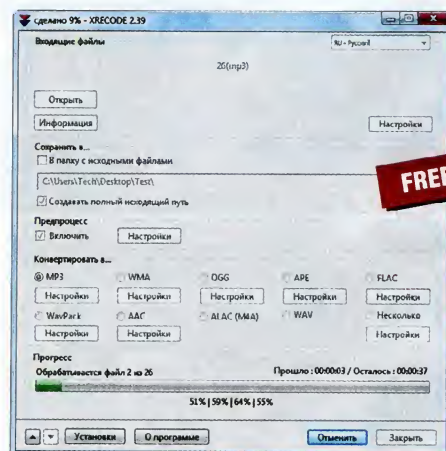 сделано 9% - XRECODE 2.39
Входящие файлы
RU - Русский
26(mp3)
Открыть
Информация
Настройки
Сохранить в...
В папку с исходными файлами
C:\Users\Tech\Desktop\Test\
FREE
Создавать полный исходящий путь
Предпроцесс
Включить Настройки
Конвертировать в...
MP3 WMA OGG APE FLAC
Настройки Настройки Настройки Настройки Настройки
WavPack AAC ALAC (M4A) WAV Несколько
Настройки Настройки Настройки
Прогресс
Обрабатывается файл 2 из 26 Прошло : 00:00:03 / Осталось : 00:00:37
51% | 59% | 64% | 55%
Установки О програмые Отменить Закрыть